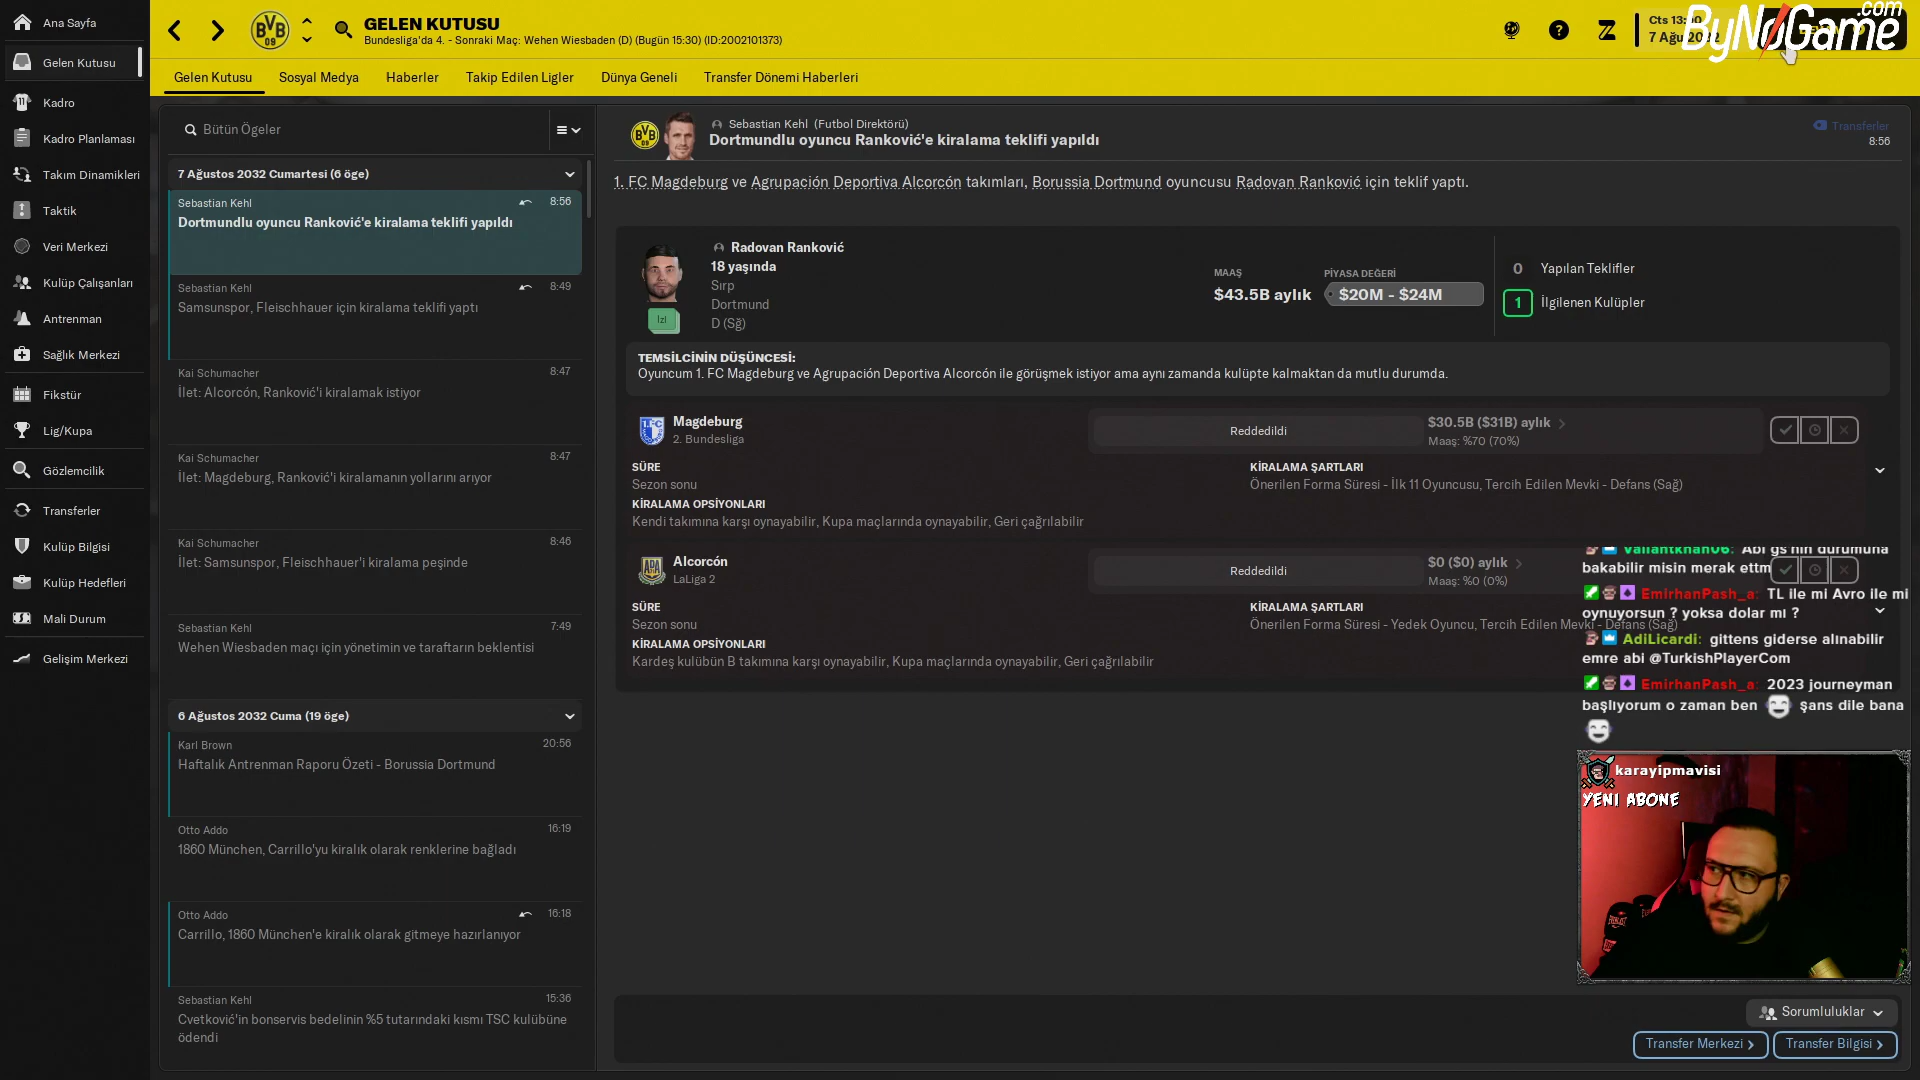 Ana Sayfa
Gelen Kutusu
Kadro
Kadro Planlaması
Takım Dinamikleri
Taktik
Veri Merkezi
Kulüp Çalışanları
Antrenman
Sağlık Merkezi
Fikstür
Lig/Kupa
Gözlemcilik
Transferler
Kulüp Bilgisi
Kulüp Hedefleri
Mali Durum
Gelişim Merkezi
BVB 09
GELEN KUTUSU
Bundesliga'da 4. - Sonraki Maç: Wehen Wiesbaden (D) (Bugün 15:30) (ID:2002101373)
ByNoGame.com
Gelen Kutusu
Sosyal Medya
Haberler
Takip Edilen Ligler
Dünya Geneli
Transfer Dönemi Haberleri
Bütün Ögeler
7 Ağustos 2032 Cumartesi (6 öge)
Sebastian Kehl 8:56
Dortmundlu oyuncu Ranković'e kiralama teklifi yapıldı
Sebastian Kehl 8:49
Samsunspor, Fleischhauer için kiralama teklifi yaptı
Kai Schumacher 8:47
İlet: Alcorcón, Ranković'i kiralamak istiyor
Kai Schumacher 8:47
İlet: Magdeburg, Ranković'i kiralamanın yollarını arıyor
Kai Schumacher 8:46
İlet: Samsunspor, Fleischhauer'i kiralama peşinde
Sebastian Kehl 7:49
Wehen Wiesbaden maçı için yönetimin ve taraftarın beklentisi
6 Ağustos 2032 Cuma (19 öge)
Karl Brown 20:56
Haftalık Antrenman Raporu Özeti - Borussia Dortmund
Otto Addo 16:19
1860 München, Carrillo'yu kiralık olarak renklerine bağladı
Otto Addo 16:18
Carrillo, 1860 München'e kiralık olarak gitmeye hazırlanıyor
Sebastian Kehl 15:36
Cvetković'in bonservis bedelinin %5 tutarındaki kısmı TSC kulübüne
ödendi
Sebastian Kehl (Futbol Direktörü)
Dortmundlu oyuncu Ranković'e kiralama teklifi yapıldı
Transferler
8:56
1. FC Magdeburg ve Agrupación Deportiva Alcorcón takımları, Borussia Dortmund oyuncusu Radovan Ranković için teklif yaptı.
Radovan Ranković
18 yaşında
Sırp
Dortmund
D (Sğ)
İzl
MAAŞ
$43.5B aylık
PİYASA DEĞERİ
$20M - $24M
0 Yapılan Teklifler
1 İlgilenen Kulüpler
TEMSİLCİNİN DÜŞÜNCESİ:
Oyuncum 1. FC Magdeburg ve Agrupación Deportiva Alcorcón ile görüşmek istiyor ama aynı zamanda kulüpte kalmaktan da mutlu durumda.
Magdeburg
2. Bundesliga
Reddedildi
$30.5B ($31B) aylık
Maaş: %70 (70%)
SÜRE
Sezon sonu
KİRALAMA ŞARTLARI
Önerilen Forma Süresi - İlk 11 Oyuncusu, Tercih Edilen Mevki - Defans (Sağ)
KİRALAMA OPSİYONLARI
Kendi takımına karşı oynayabilir, Kupa maçlarında oynayabilir, Geri çağrılabilir
Alcorcón
LaLiga 2
Reddedildi
$0 ($0) aylık
Maaş: %0 (0%)
SÜRE
Sezon sonu
KİRALAMA ŞARTLARI
Önerilen Forma Süresi - Yedek Oyuncu, Tercih Edilen Mevki - Defans (Sağ)
KİRALAMA OPSİYONLARI
Kardeş kulübün B takımına karşı oynayabilir, Kupa maçlarında oynayabilir, Geri çağrılabilir
Valiantkhan06: Abi gs'nin durumuna
bakabilir misin merak ettm
EmirhanPash_a: TL ile mi Avro ile mi
oynuyorsun ? yoksa dolar mı ?
AdiLicardi: gittens giderse alınabilir
emre abi @TurkishPlayerCom
EmirhanPash_a: 2023 journeyman
başlıyorum o zaman ben şans dile bana
karayipmavisi
YENI ABONE
Sorumluluklar
Transfer Merkezi
Transfer Bilgisi